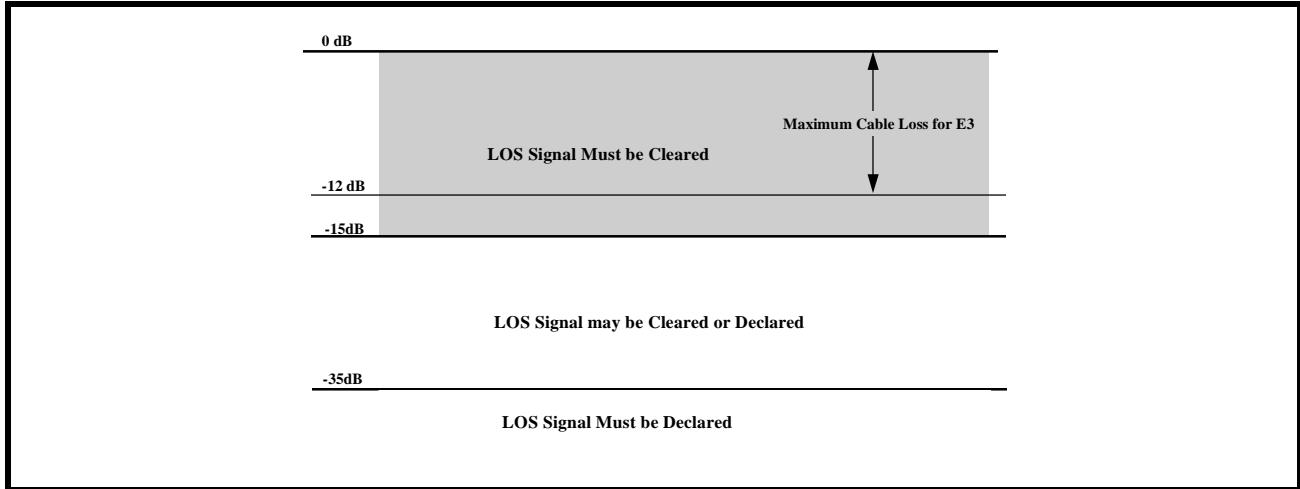 0 dB
Maximum Cable Loss for E3
LOS Signal Must be Cleared
-12 dB
-15dB
LOS Signal may be Cleared or Declared
-35dB
LOS Signal Must be Declared